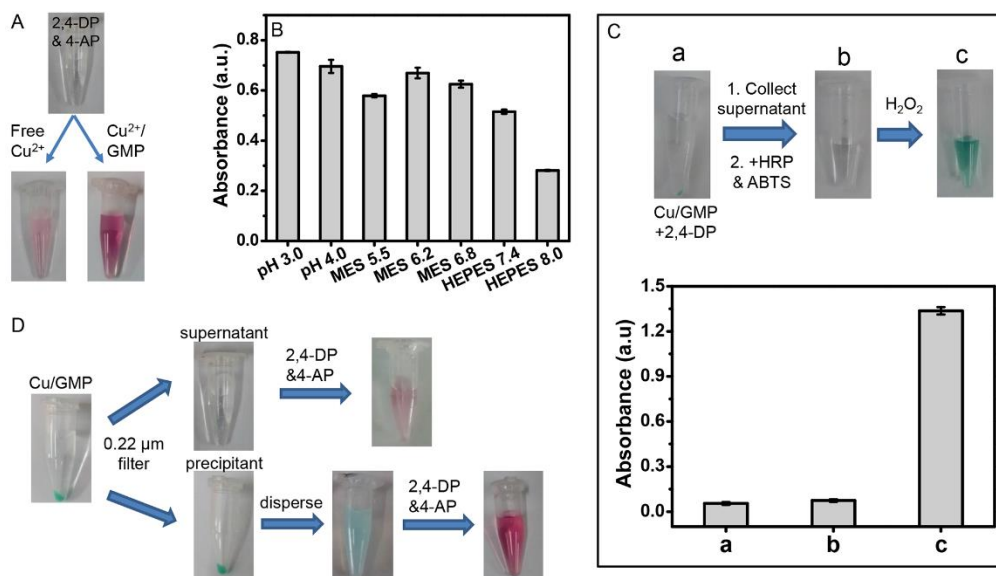 A
2,4-DP
& 4-AP
Free
Cu²⁺
Cu²⁺/
GMP
B
Absorbance (a.u.)
0.8
0.6
0.4
0.2
0.0
pH 3.0
pH 4.0
MES 5.5
MES 6.2
MES 6.8
HEPES 7.4
HEPES 8.0
C
a
b
c
1. Collect
supernatant
2. +HRP
& ABTS
H₂O₂
Cu/GMP
+2,4-DP
Absorbance (a.u)
1.5
1.2
0.9
0.6
0.3
0.0
a
b
c
D
Cu/GMP
0.22 µm
filter
supernatant
2,4-DP
&4-AP
precipitant
disperse
2,4-DP
&4-AP